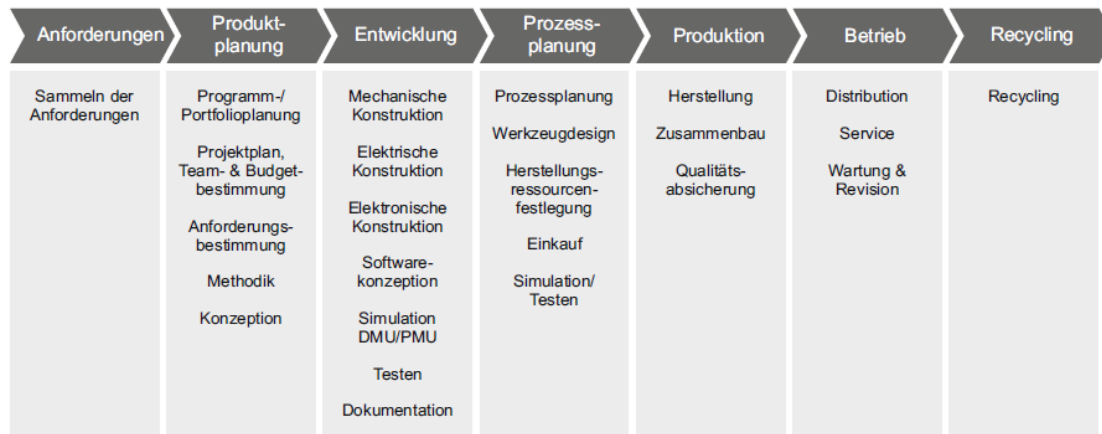 Anforderungen
Produkt-
planung
Entwicklung
Prozess-
planung
Produktion
Betrieb
Recycling
Sammeln der
Anforderungen
Programm-/
Portfolioplanung
Projektplan,
Team- & Budget-
bestimmung
Anforderungs-
bestimmung
Methodik
Konzeption
Mechanische
Konstruktion
Elektrische
Konstruktion
Elektronische
Konstruktion
Software-
konzeption
Simulation
DMU/PMU
Testen
Dokumentation
Prozessplanung
Werkzeugdesign
Herstellungs-
ressourcen-
festlegung
Einkauf
Simulation/
Testen
Herstellung
Zusammenbau
Qualitäts-
absicherung
Distribution
Service
Wartung &
Revision
Recycling